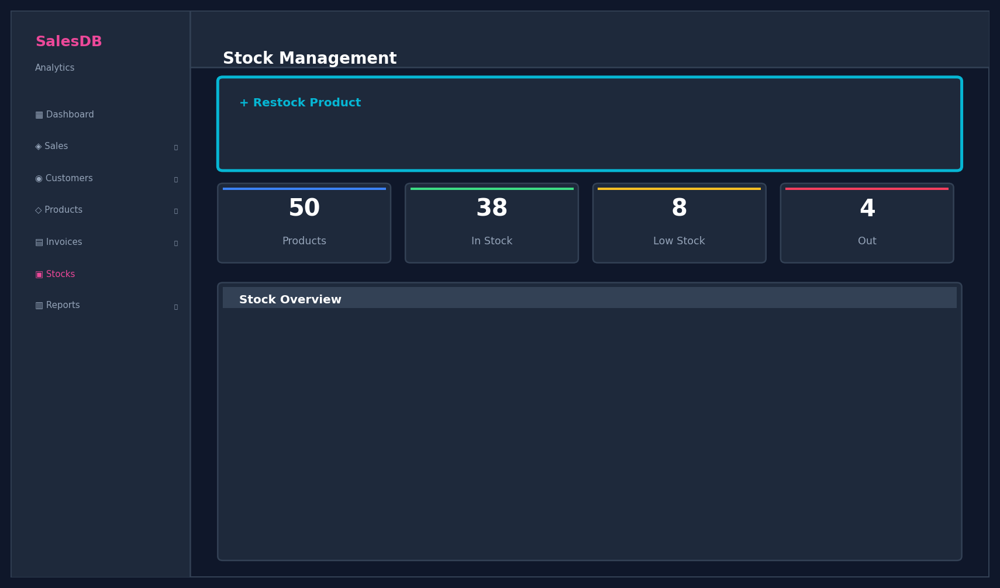 SalesDB
Analytics
▦ Dashboard
◈ Sales
◉ Customers
◇ Products
▤ Invoices
▣ Stocks
▥ Reports
Stock Management
+ Restock Product
50
Products
38
In Stock
8
Low Stock
4
Out
Stock Overview